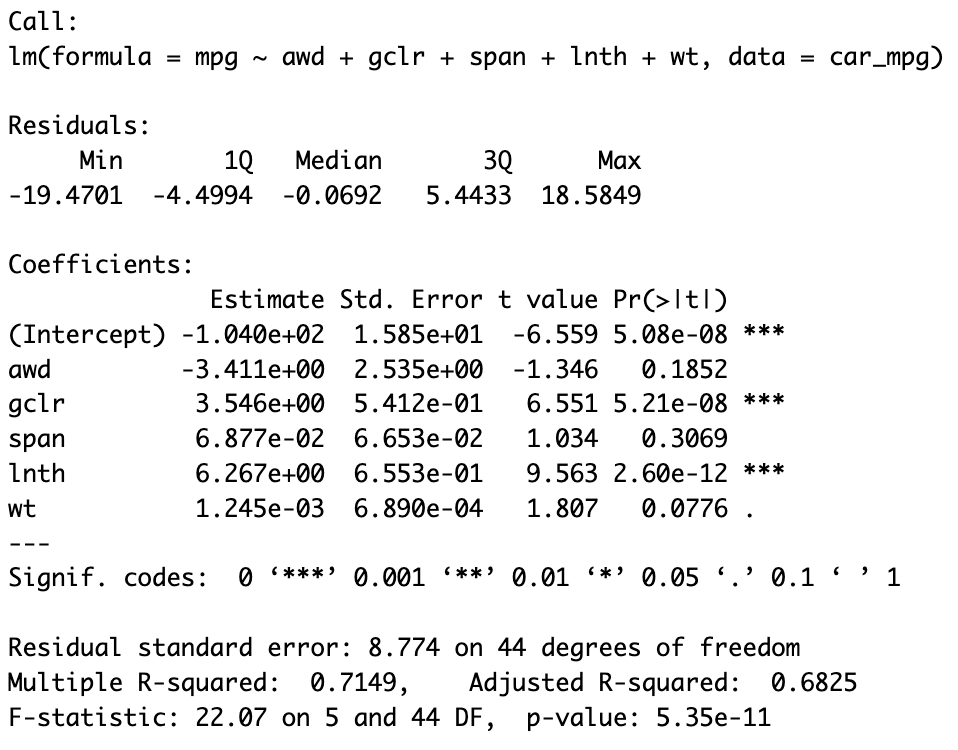 Call:
lm(formula = mpg ~ awd + gclr + span + lnth + wt, data = car_mpg)

Residuals:
     Min       1Q   Median       3Q      Max
-19.4701  -4.4994  -0.0692   5.4433  18.5849

Coefficients:
              Estimate Std. Error t value Pr(>|t|)
(Intercept) -1.040e+02  1.585e+01  -6.559 5.08e-08 ***
awd         -3.411e+00  2.535e+00  -1.346   0.1852
gclr         3.546e+00  5.412e-01   6.551 5.21e-08 ***
span         6.877e-02  6.653e-02   1.034   0.3069
lnth         6.267e+00  6.553e-01   9.563 2.60e-12 ***
wt           1.245e-03  6.890e-04   1.807   0.0776 .
---
Signif. codes:  0 ‘***’ 0.001 ‘**’ 0.01 ‘*’ 0.05 ‘.’ 0.1 ‘ ’ 1

Residual standard error: 8.774 on 44 degrees of freedom
Multiple R-squared:  0.7149,    Adjusted R-squared:  0.6825
F-statistic: 22.07 on 5 and 44 DF,  p-value: 5.35e-11